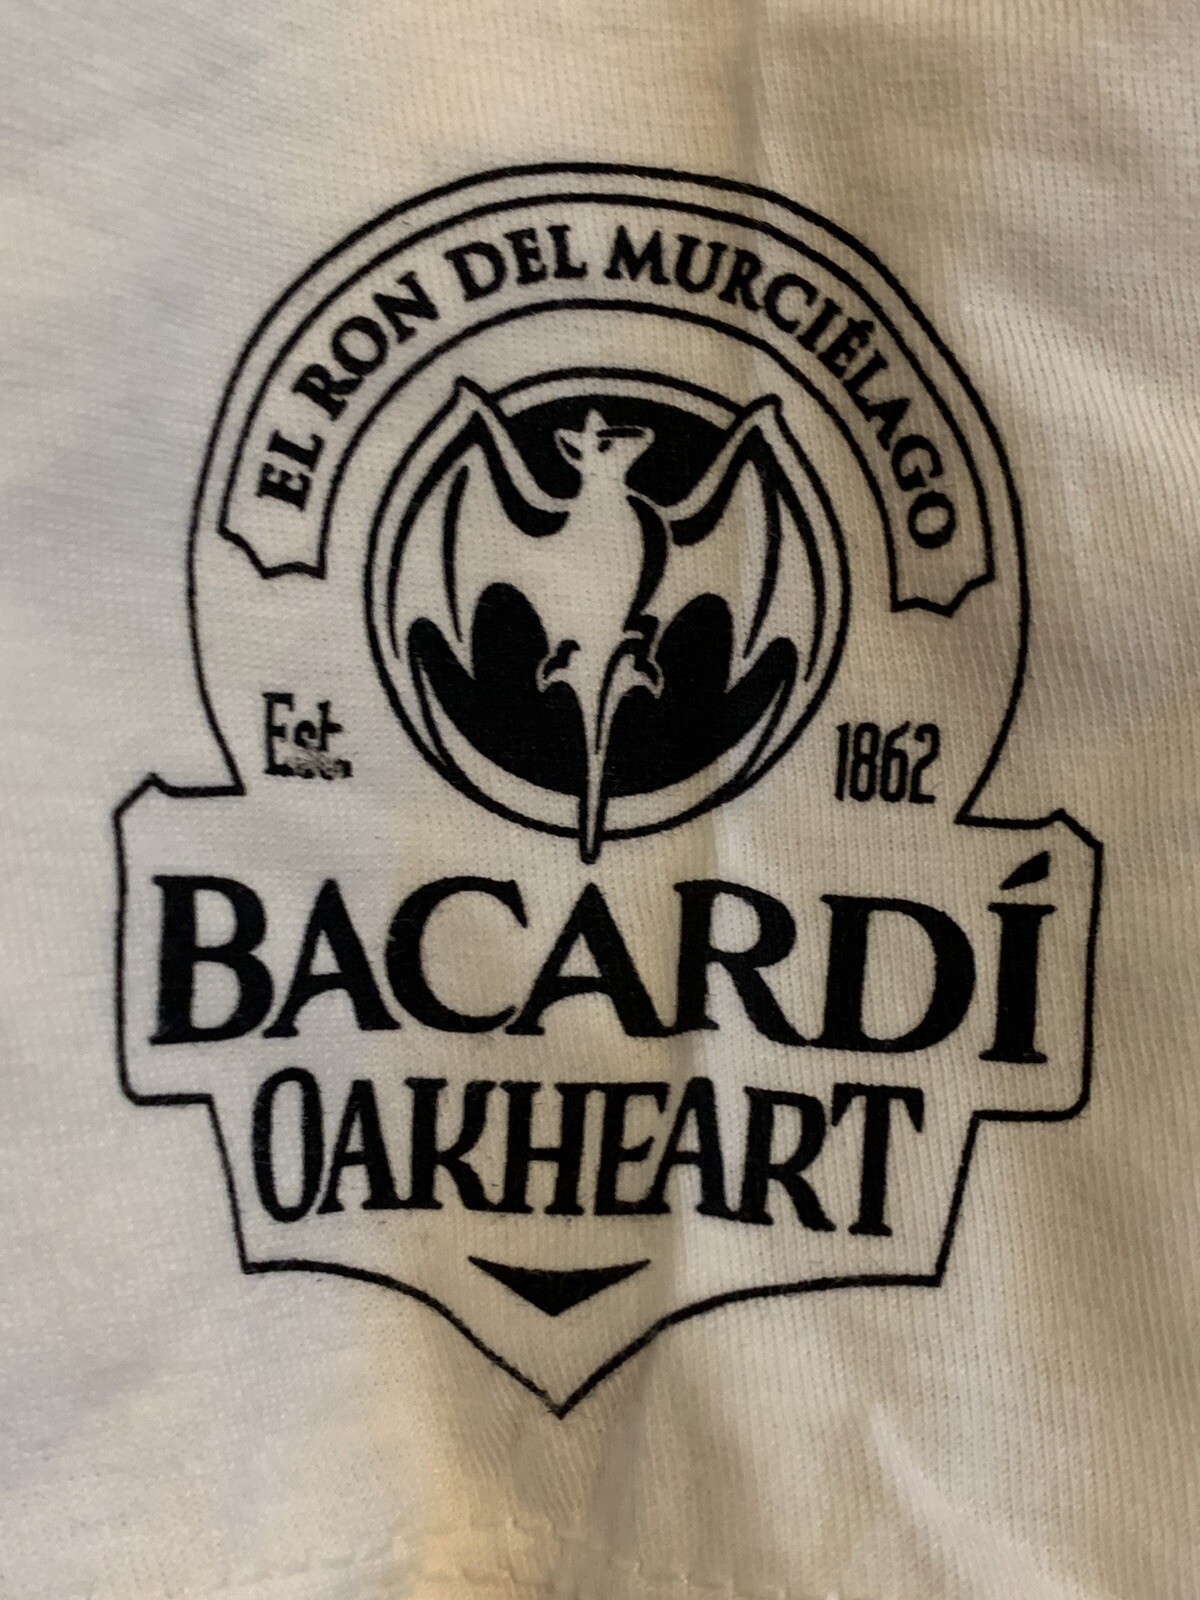 EL RON DEL MURCIÉLAGO
Est. 1862
BACARDÍ
OAKHEART